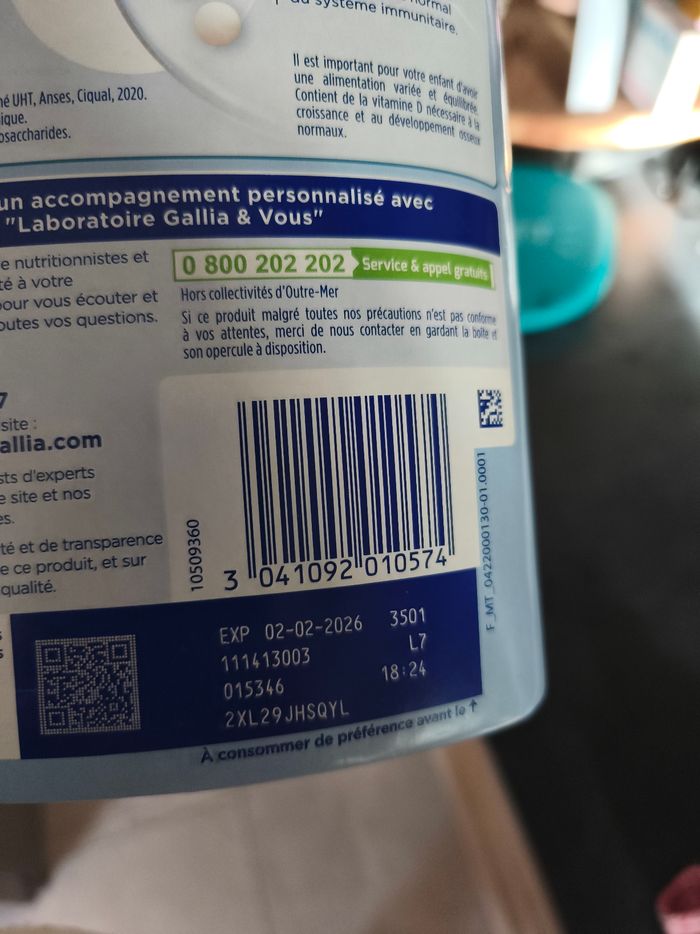 du système immunitaire.
Il est important pour votre enfant d'avoir
une alimentation variée et équilibrée.
Contient de la vitamine D nécessaire à la
croissance et au développement osseux
normaux.
UHT, Anses, Ciqual, 2020.
un accompagnement personnalisé avec
"Laboratoire Gallia & Vous"
e nutritionnistes et
té à votre
pour vous écouter et
outes vos questions.
0 800 202 202 Service & appel gratuits
Hors collectivités d'Outre-Mer
Si ce produit malgré toutes nos précautions n'est pas conforme
à vos attentes, merci de nous contacter en gardant la boîte et
son opercule à disposition.
7
site :
allia.com
sts d'experts
e site et nos
es.
té et de transparence
e ce produit, et sur
qualité.
10509360
3 041092 010574
F_MT_0422000130-01.0001
EXP 02-02-2026 3501
111413003 L7
015346 18:24
2XL29JHSQYL
À consommer de préférence avant le ↑